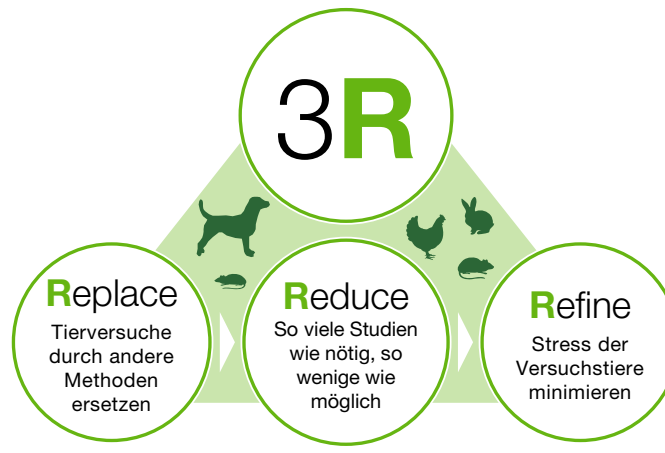 3R
Replace
Tierversuche
durch andere
Methoden
ersetzen
Reduce
So viele Studien
wie nötig, so
wenige wie
möglich
Refine
Stress der
Versuchstiere
minimieren